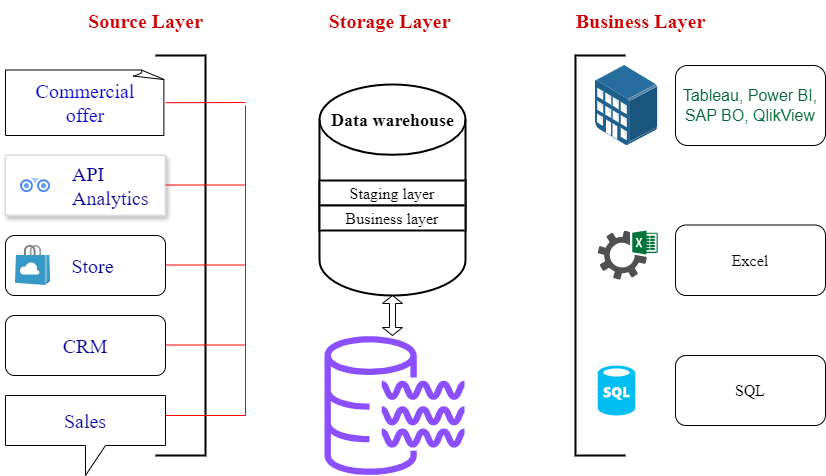 Source Layer
Storage Layer
Business Layer
Commercial
offer
API
Analytics
Store
CRM
Sales
Data warehouse
Staging layer
Business layer
Tableau, Power BI,
SAP BO, QlikView
X
Excel
SQL
SQL